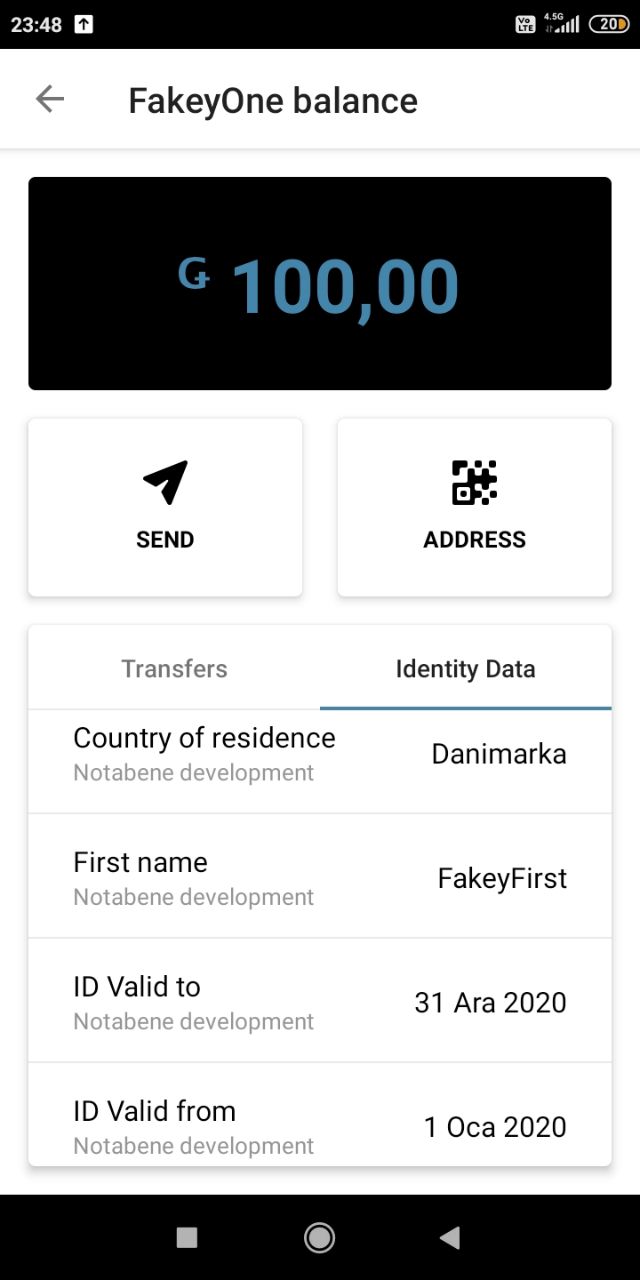 23:48
Vo LTE 4.5G 20
FakeyOne balance
G 100,00
SEND
ADDRESS
Transfers
Identity Data
Country of residence
Notabene development
Danimarka
First name
Notabene development
FakeyFirst
ID Valid to
Notabene development
31 Ara 2020
ID Valid from
Notabene development
1 Oca 2020